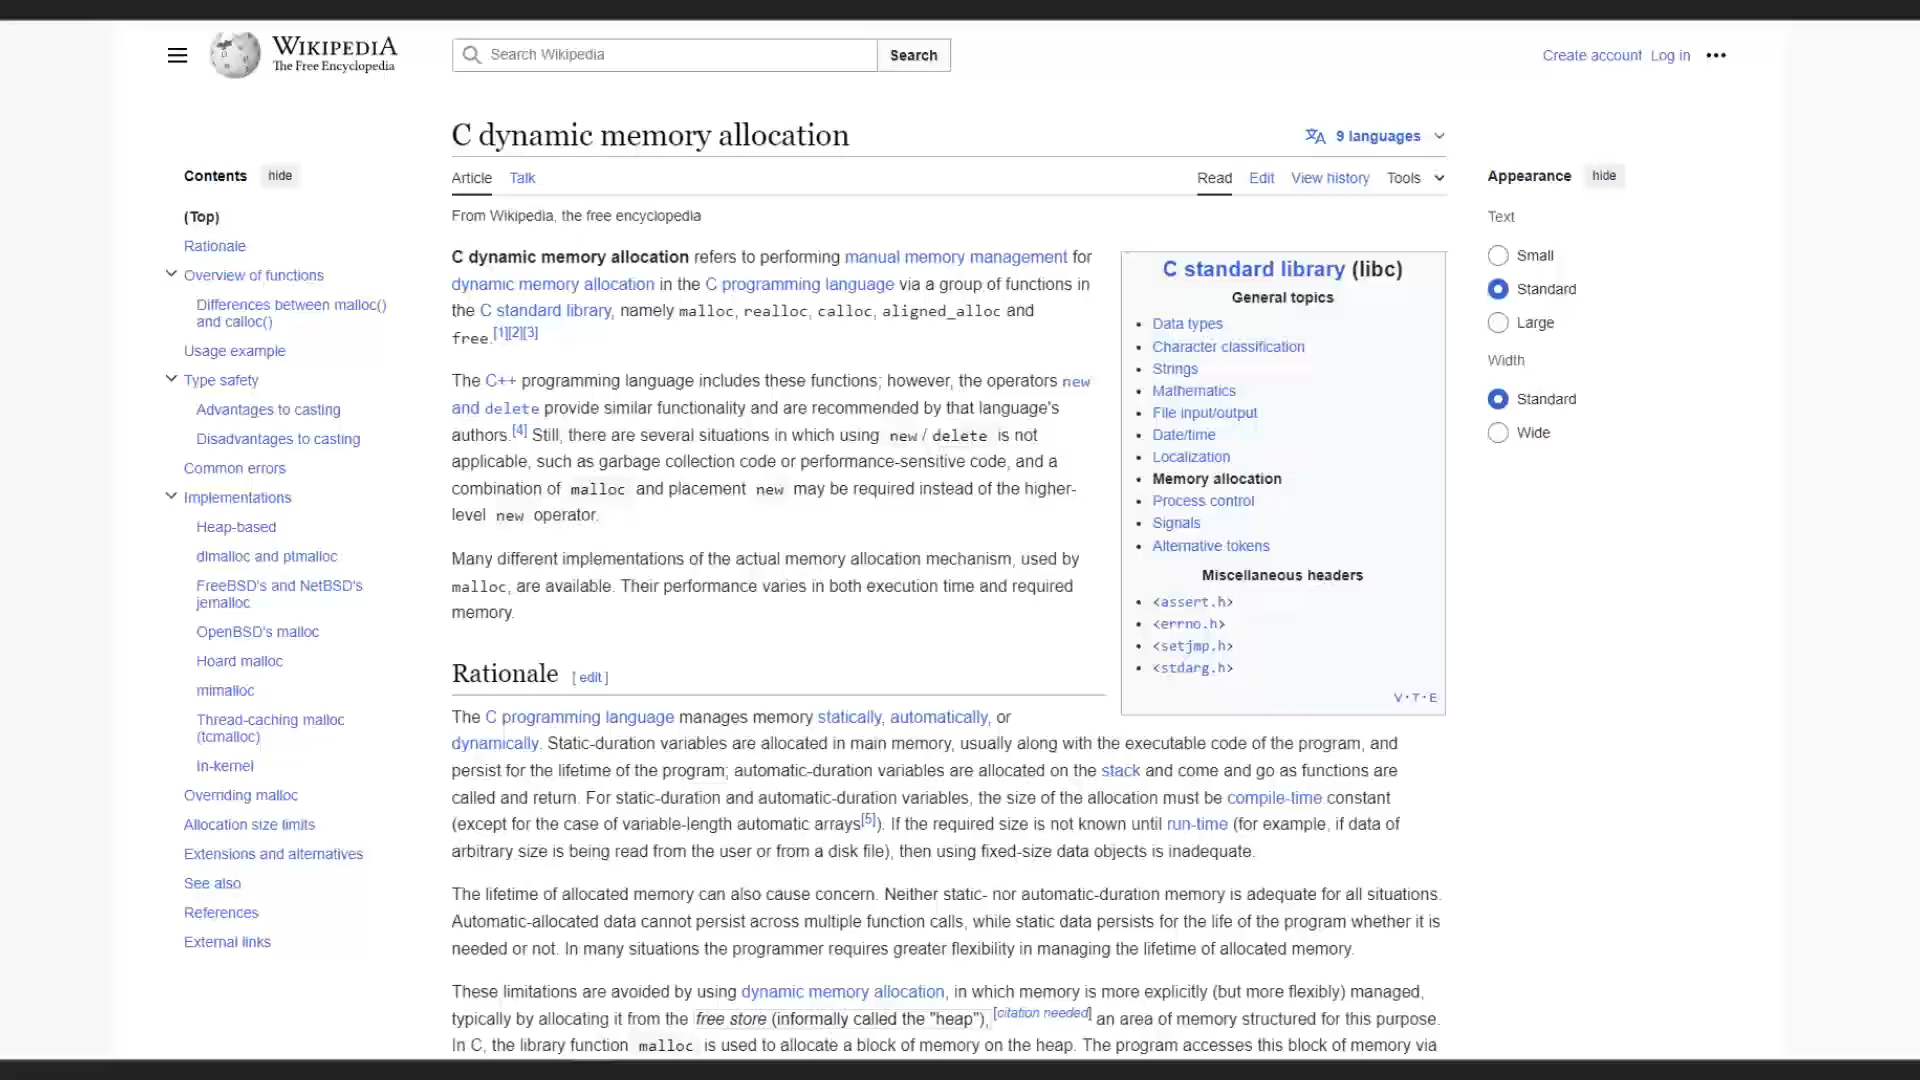 WIKIPEDIA
The Free Encyclopedia
Search Wikipedia
Search
Create account Log in
C dynamic memory allocation
9 languages
Contents hide
Article Talk
Read Edit View history Tools
Appearance hide
(Top)
Rationale
Overview of functions
Differences between malloc()
and calloc()
Usage example
Type safety
Advantages to casting
Disadvantages to casting
Common errors
Implementations
Heap-based
dlmalloc and ptmalloc
FreeBSD's and NetBSD's
jemalloc
OpenBSD's malloc
Hoard malloc
mimalloc
Thread-caching malloc
(tcmalloc)
In-kernel
Overriding malloc
Allocation size limits
Extensions and alternatives
See also
References
External links
From Wikipedia, the free encyclopedia
C dynamic memory allocation refers to performing manual memory management for
dynamic memory allocation in the C programming language via a group of functions in
the C standard library, namely malloc, realloc, calloc, aligned_alloc and
free.[1][2][3]
The C++ programming language includes these functions; however, the operators new
and delete provide similar functionality and are recommended by that language's
authors.[4] Still, there are several situations in which using new / delete is not
applicable, such as garbage collection code or performance-sensitive code, and a
combination of malloc and placement new may be required instead of the higher-
level new operator.
Many different implementations of the actual memory allocation mechanism, used by
malloc, are available. Their performance varies in both execution time and required
memory.
C standard library (libc)
General topics
• Data types
• Character classification
• Strings
• Mathematics
• File input/output
• Date/time
• Localization
• Memory allocation
• Process control
• Signals
• Alternative tokens
Miscellaneous headers
• <assert.h>
• <errno.h>
• <setjmp.h>
• <stdarg.h>
V·T·E
Rationale [edit]
The C programming language manages memory statically, automatically, or
dynamically. Static-duration variables are allocated in main memory, usually along with the executable code of the program, and
persist for the lifetime of the program; automatic-duration variables are allocated on the stack and come and go as functions are
called and return. For static-duration and automatic-duration variables, the size of the allocation must be compile-time constant
(except for the case of variable-length automatic arrays[5]). If the required size is not known until run-time (for example, if data of
arbitrary size is being read from the user or from a disk file), then using fixed-size data objects is inadequate.
The lifetime of allocated memory can also cause concern. Neither static- nor automatic-duration memory is adequate for all situations.
Automatic-allocated data cannot persist across multiple function calls, while static data persists for the life of the program whether it is
needed or not. In many situations the programmer requires greater flexibility in managing the lifetime of allocated memory.
These limitations are avoided by using dynamic memory allocation, in which memory is more explicitly (but more flexibly) managed,
typically by allocating it from the free store (informally called the "heap"),[citation needed] an area of memory structured for this purpose.
In C, the library function malloc is used to allocate a block of memory on the heap. The program accesses this block of memory via
Text
Small
Standard
Large
Width
Standard
Wide